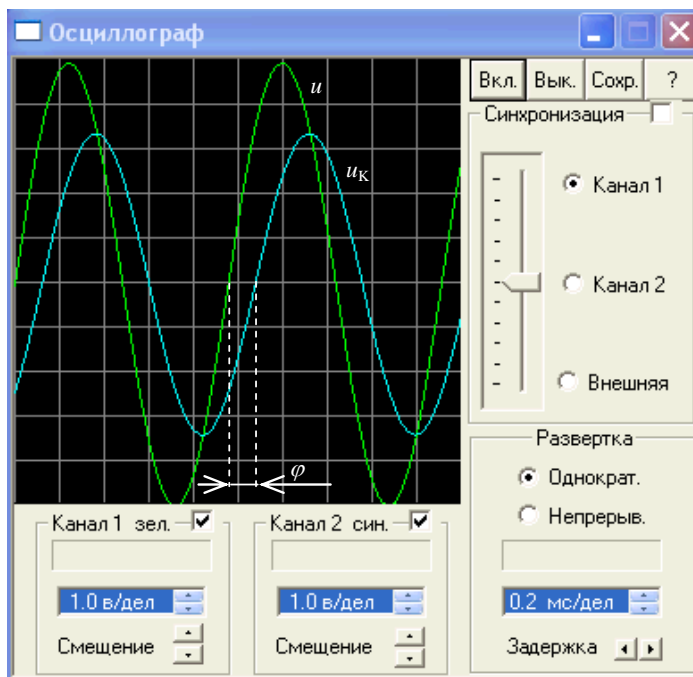 Осциллограф
Вкл. Вык. Сохр. ?
Синхронизация
u
uК
Канал 1
Канал 2
Внешняя
φ
Развертка
Однократ.
Непрерыв.
Канал 1 зел.
Канал 2 син.
1.0 в/дел
1.0 в/дел
0.2 мс/дел
Смещение
Смещение
Задержка